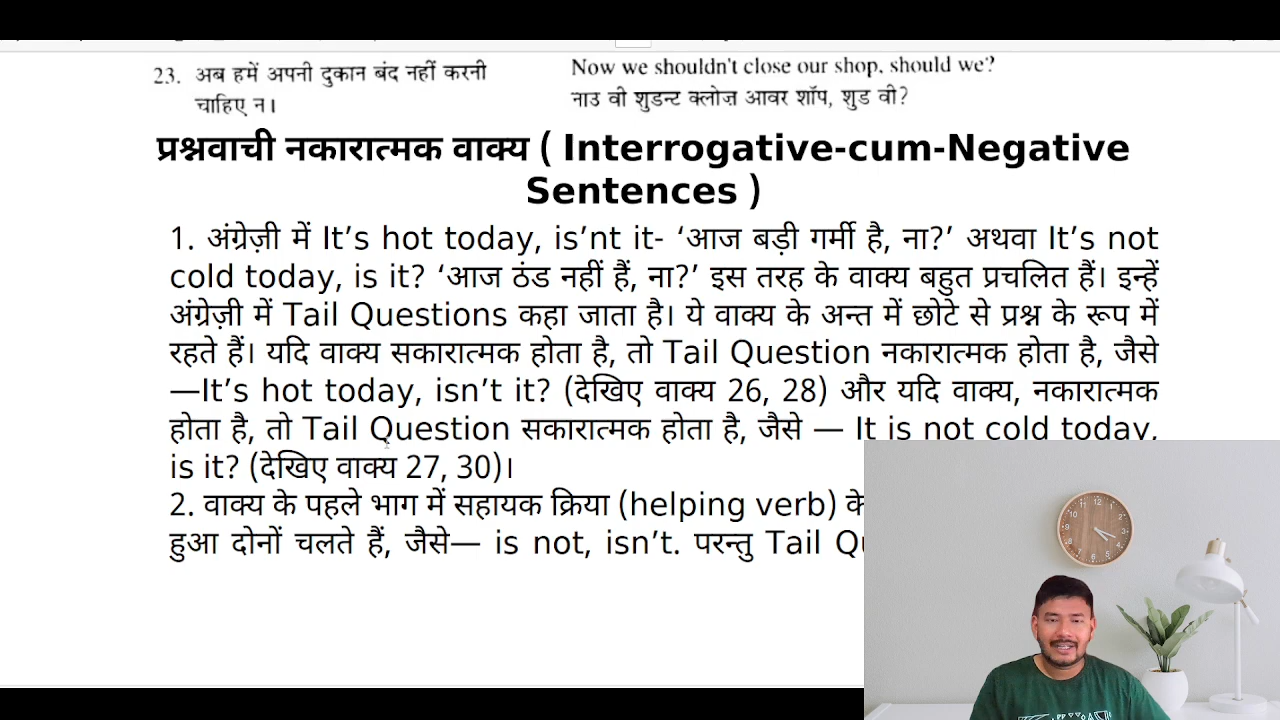 23. अब हमें अपनी दुकान बंद नहीं करनी
चाहिए न।
Now we shouldn't close our shop, should we?
नाउ वी शुडन्ट क्लोज़ आवर शॉप, शुड वी?
प्रश्नवाची नकारात्मक वाक्य ( Interrogative-cum-Negative
Sentences )
1. अंग्रेज़ी में It’s hot today, is’nt it- ‘आज बड़ी गर्मी है, ना?’ अथवा It’s not
cold today, is it? ‘आज ठंड नहीं हैं, ना?’ इस तरह के वाक्य बहुत प्रचलित हैं। इन्हें
अंग्रेज़ी में Tail Questions कहा जाता है। ये वाक्य के अन्त में छोटे से प्रश्न के रूप में
रहते हैं। यदि वाक्य सकारात्मक होता है, तो Tail Question नकारात्मक होता है, जैसे
—It’s hot today, isn’t it? (देखिए वाक्य 26, 28) और यदि वाक्य, नकारात्मक
होता है, तो Tail Question सकारात्मक होता है, जैसे — It is not cold today,
is it? (देखिए वाक्य 27, 30)।
2. वाक्य के पहले भाग में सहायक क्रिया (helping verb) के
हुआ दोनों चलते हैं, जैसे— is not, isn’t. परन्तु Tail